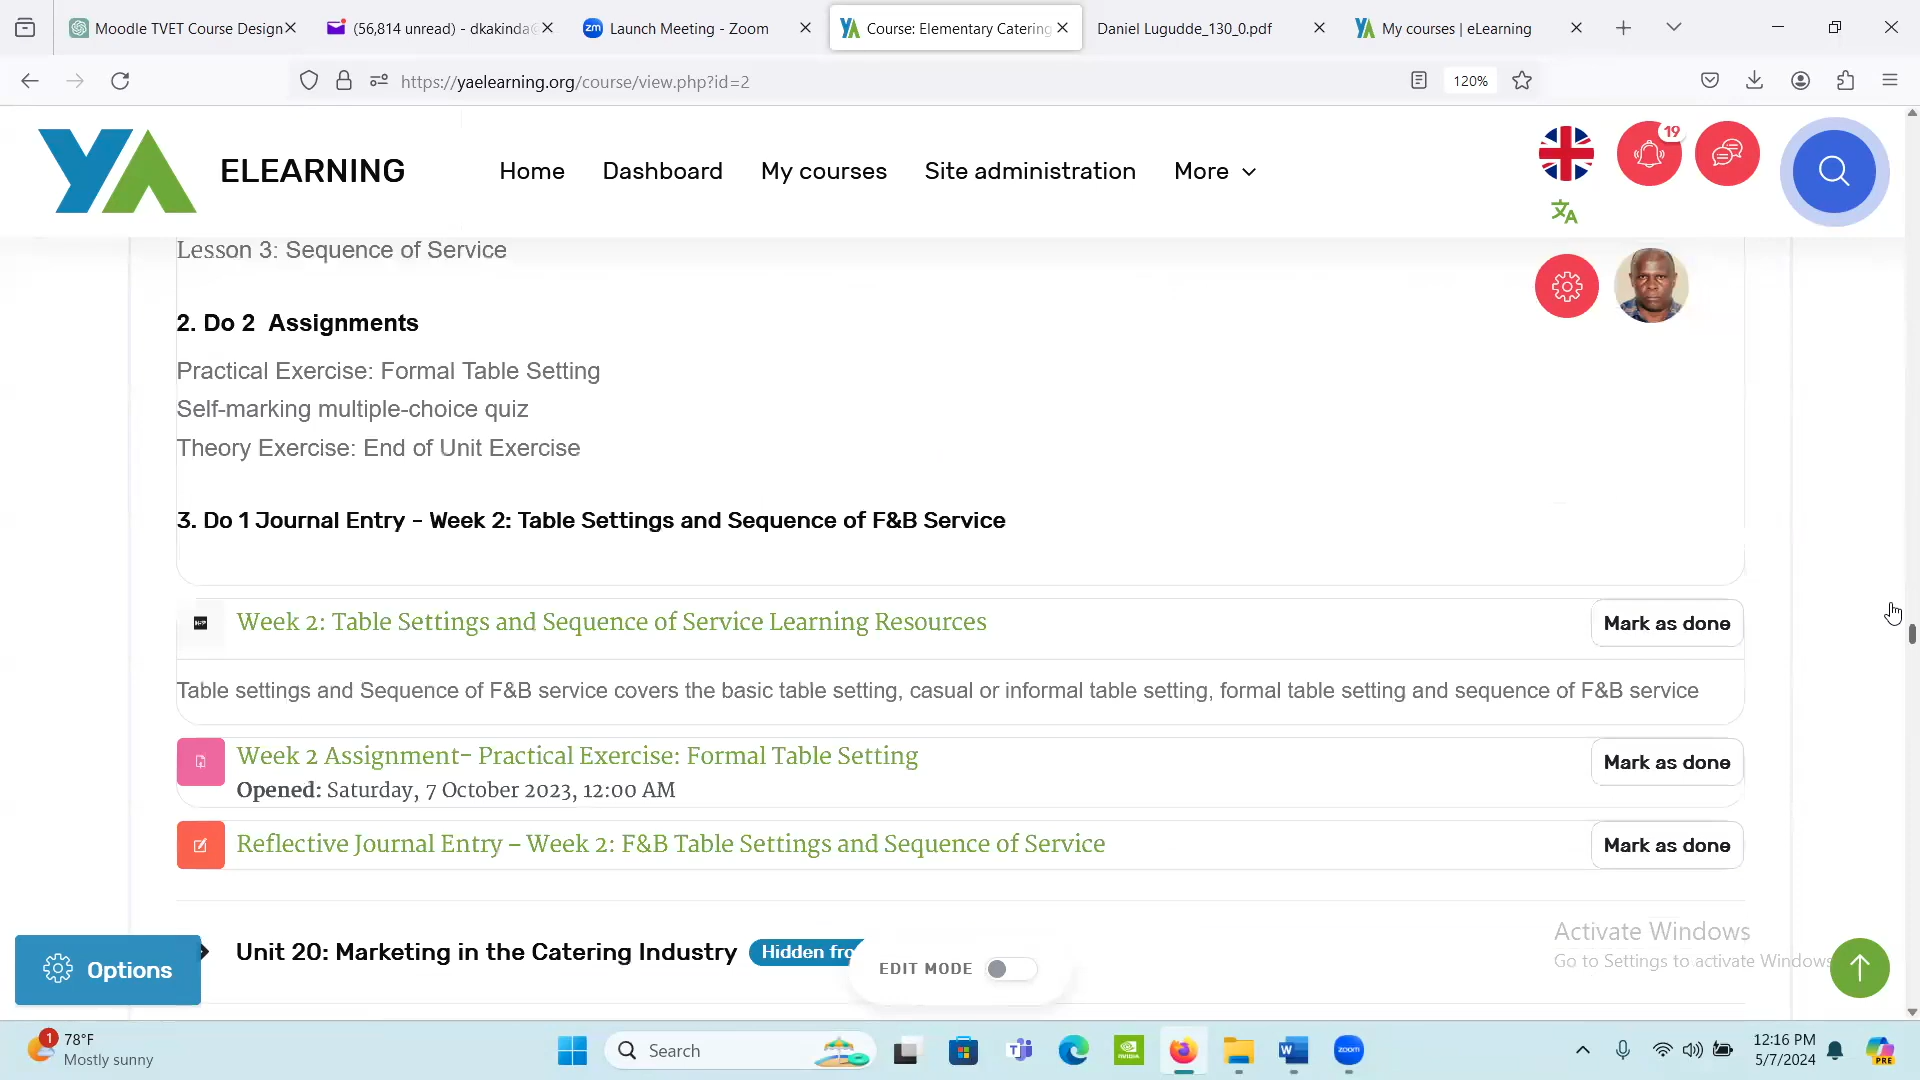 Moodle TVET Course Design
(56,814 unread) - dkakinda@
zm Launch Meeting - Zoom
Course: Elementary Catering
Daniel Lugudde_130_0.pdf
My courses | eLearning
https://yaelearning.org/course/view.php?id=2
120%
YA ELEARNING
Home
Dashboard
My courses
Site administration
More
19
Lesson 3: Sequence of Service
2. Do 2 Assignments
Practical Exercise: Formal Table Setting
Self-marking multiple-choice quiz
Theory Exercise: End of Unit Exercise
3. Do 1 Journal Entry - Week 2: Table Settings and Sequence of F&B Service
Week 2: Table Settings and Sequence of Service Learning Resources
Mark as done
Table settings and Sequence of F&B service covers the basic table setting, casual or informal table setting, formal table setting and sequence of F&B service
Week 2 Assignment- Practical Exercise: Formal Table Setting
Mark as done
Opened: Saturday, 7 October 2023, 12:00 AM
Reflective Journal Entry – Week 2: F&B Table Settings and Sequence of Service
Mark as done
Unit 20: Marketing in the Catering Industry
Hidden fro
EDIT MODE
Options
Activate Windows
Go to Settings to activate Windows
1
78°F
Mostly sunny
Search
zoom
12:16 PM
5/7/2024
PRE